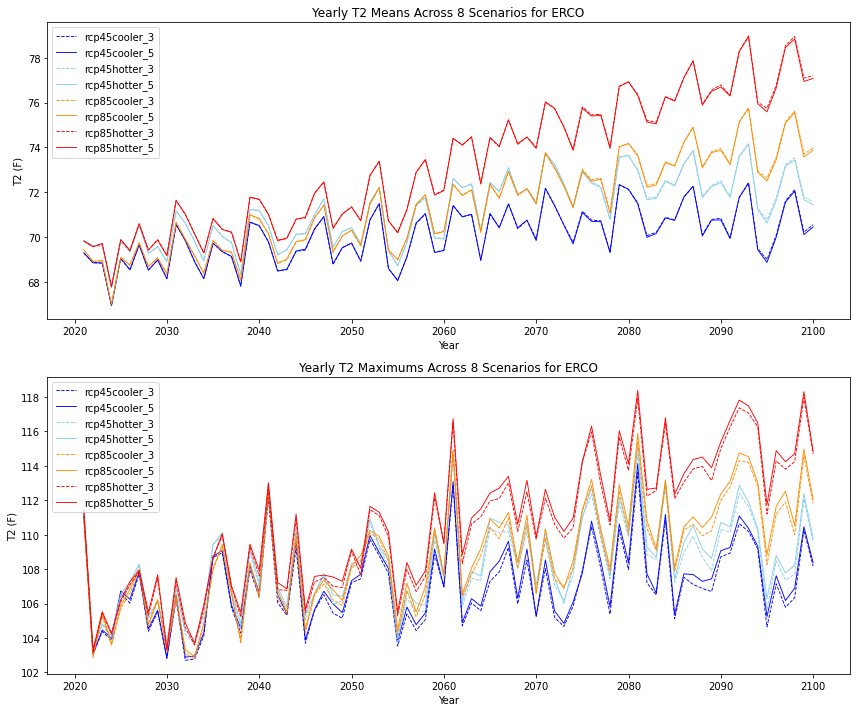 Yearly T2 Means Across 8 Scenarios for ERCO
rcp45cooler_3
rcp45cooler_5
rcp45hotter_3
rcp45hotter_5
rcp85cooler_3
rcp85cooler_5
rcp85hotter_3
rcp85hotter_5
78
76
74
72
70
68
T2 (F)
2020
2030
2040
2050
2060
2070
2080
2090
2100
Year
Yearly T2 Maximums Across 8 Scenarios for ERCO
rcp45cooler_3
rcp45cooler_5
rcp45hotter_3
rcp45hotter_5
rcp85cooler_3
rcp85cooler_5
rcp85hotter_3
rcp85hotter_5
118
116
114
112
110
108
106
104
102
T2 (F)
2020
2030
2040
2050
2060
2070
2080
2090
2100
Year